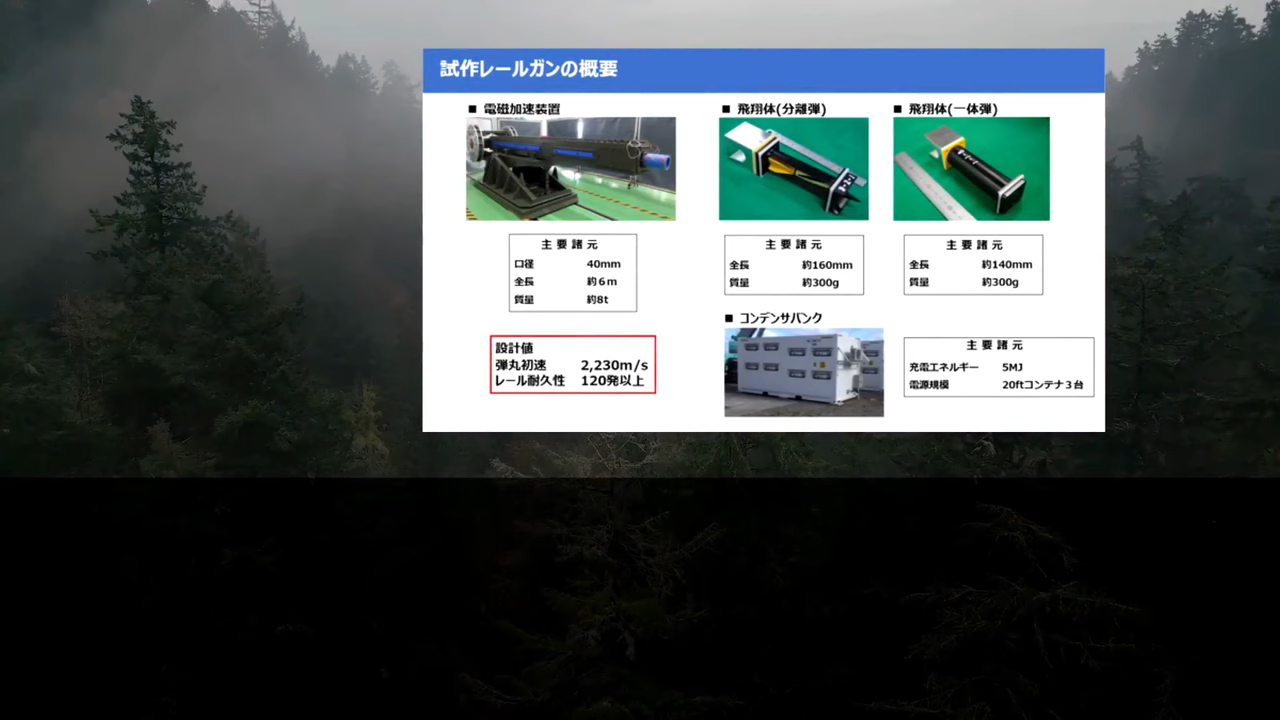 試作レールガンの概要
■ 電磁加速装置
主要諸元
口径 40mm
全長 約6m
質量 約8t
設計値
弾丸初速 2,230m/s
レール耐久性 120発以上
■ 飛翔体(分離弾)
主要諸元
全長 約160mm
質量 約300g
■ 飛翔体(一体弾)
主要諸元
全長 約140mm
質量 約300g
■ コンデンサバンク
主要諸元
充電エネルギー 5MJ
電源規模 20ftコンテナ3台